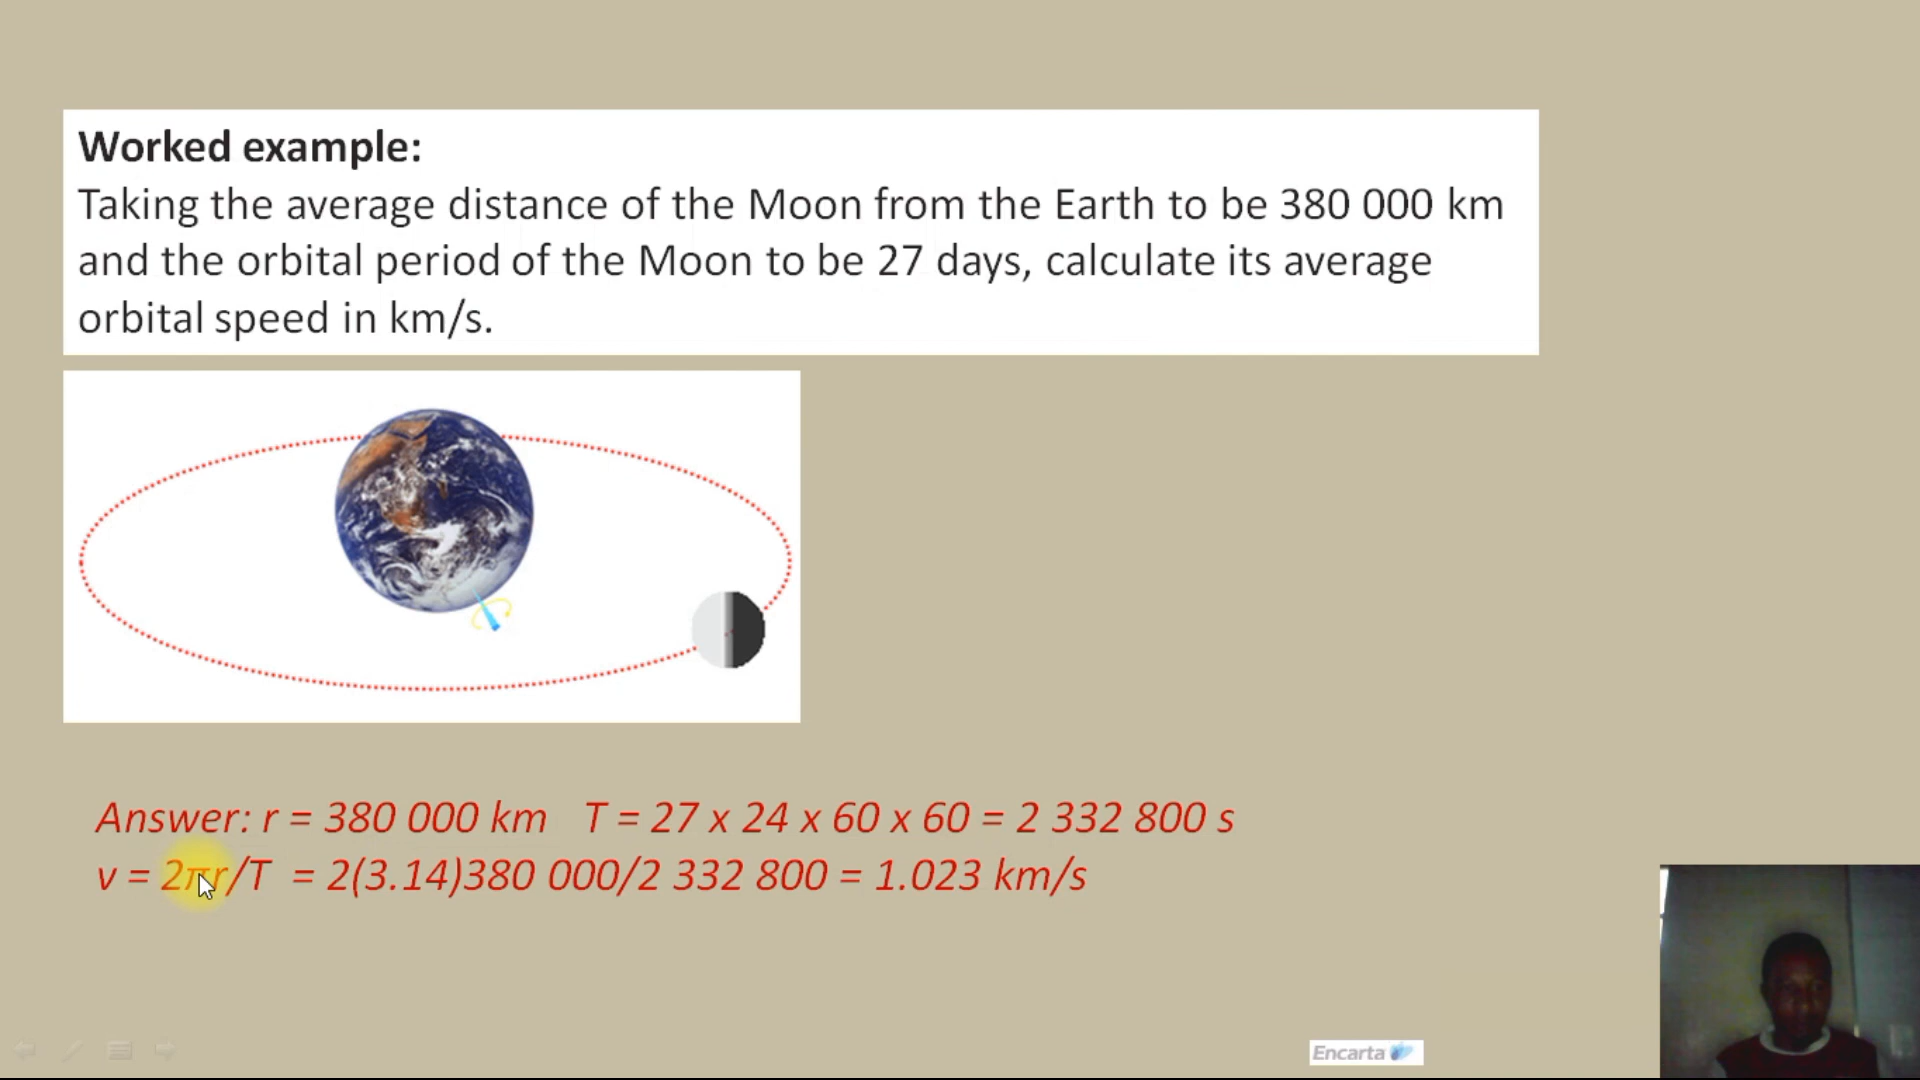 Worked example:
Taking the average distance of the Moon from the Earth to be 380 000 km
and the orbital period of the Moon to be 27 days, calculate its average
orbital speed in km/s.
Answer: r = 380 000 km   T = 27 x 24 x 60 x 60 = 2 332 800 s
v = 2πr/T  = 2(3.14)380 000/2 332 800 = 1.023 km/s
Encarta